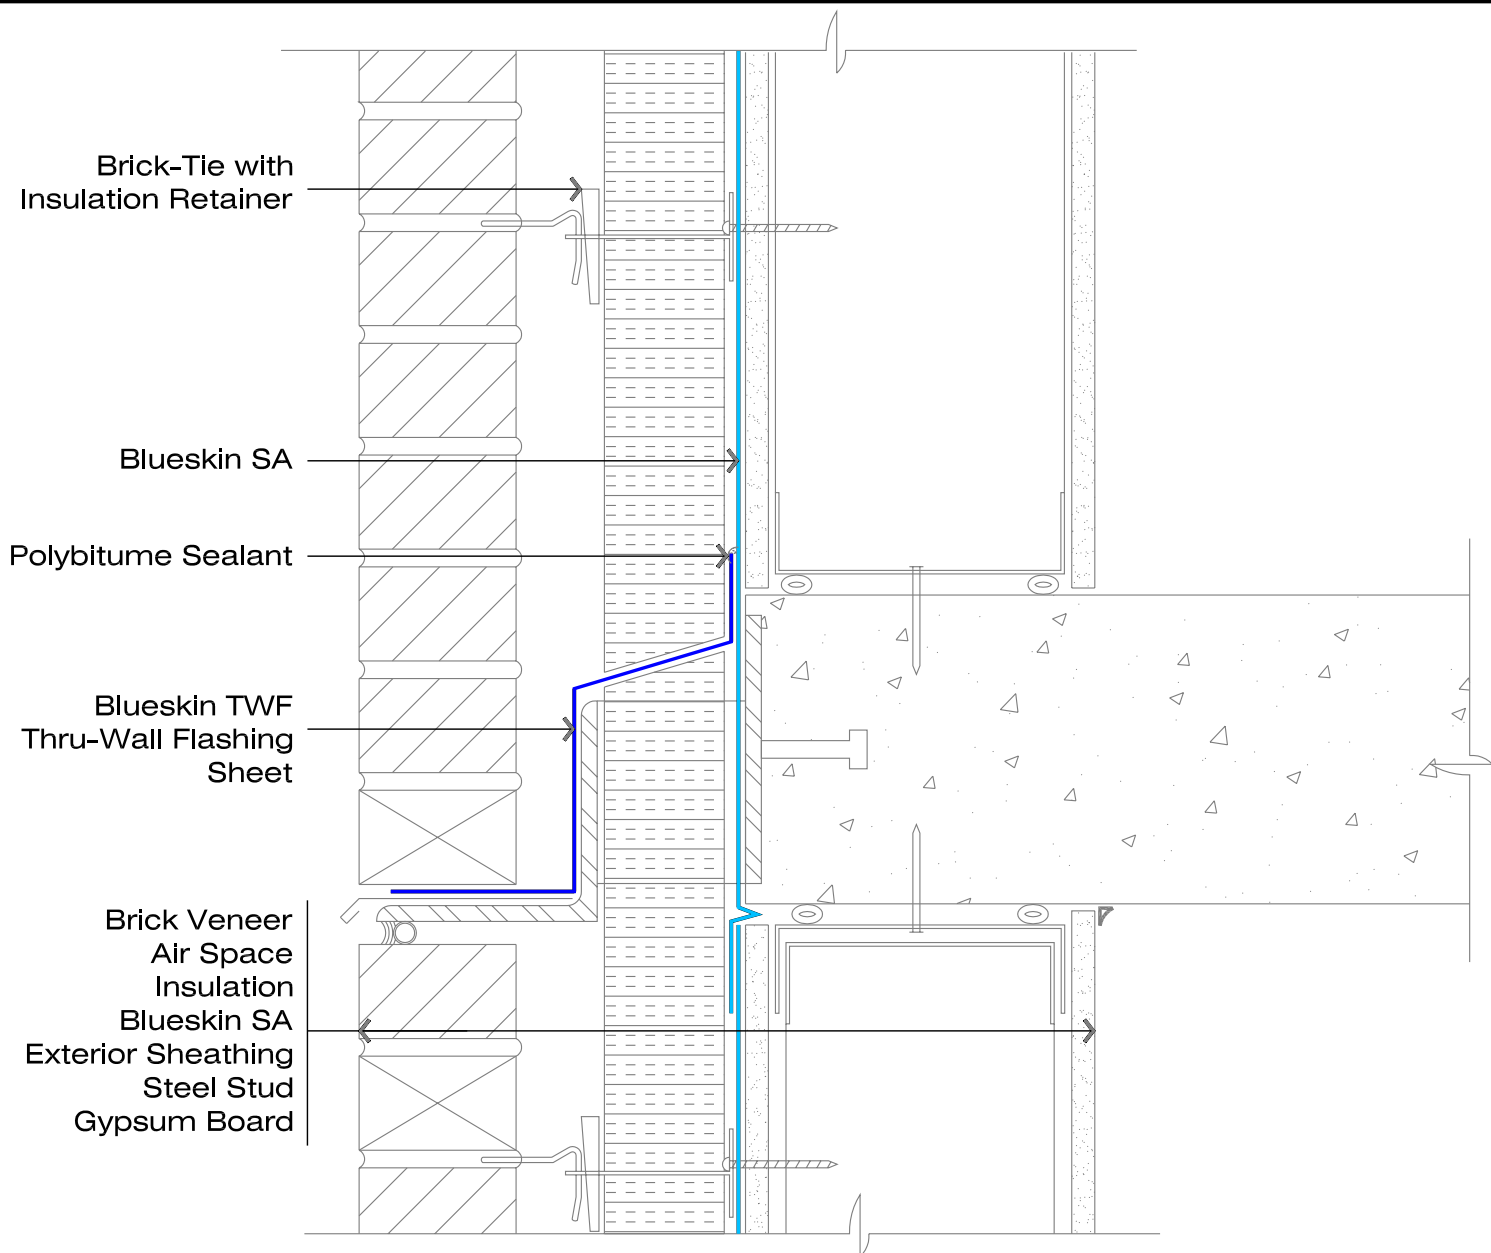 Brick-Tie with
Insulation Retainer
Blueskin SA
Polybitume Sealant
Blueskin TWF
Thru-Wall Flashing
Sheet
Brick Veneer
Air Space
Insulation
Blueskin SA
Exterior Sheathing
Steel Stud
Gypsum Board